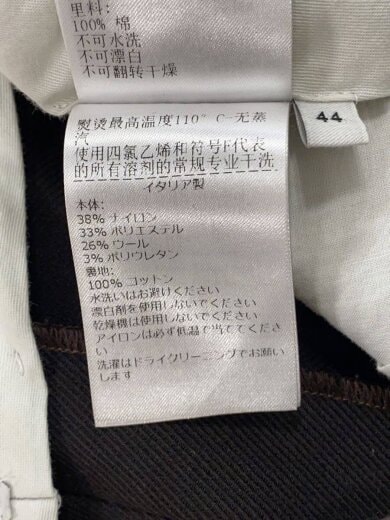 里料:
100% 棉
不可水洗
不可漂白
不可翻转干燥
44
熨烫最高温度110° C-无蒸
汽
使用四氯乙烯和符号F代表
的所有溶剂的常规专业干洗
イタリア製
本体:
38% ナイロン
33% ポリエステル
26% ウール
3% ポリウレタン
裏地:
100% コットン
水洗いはお避けください
漂白剤を使用しないでください
乾燥機は使用しないでください
アイロンは必ず低温で当ててくだ
さい
洗濯はドライクリーニングでお願い
します